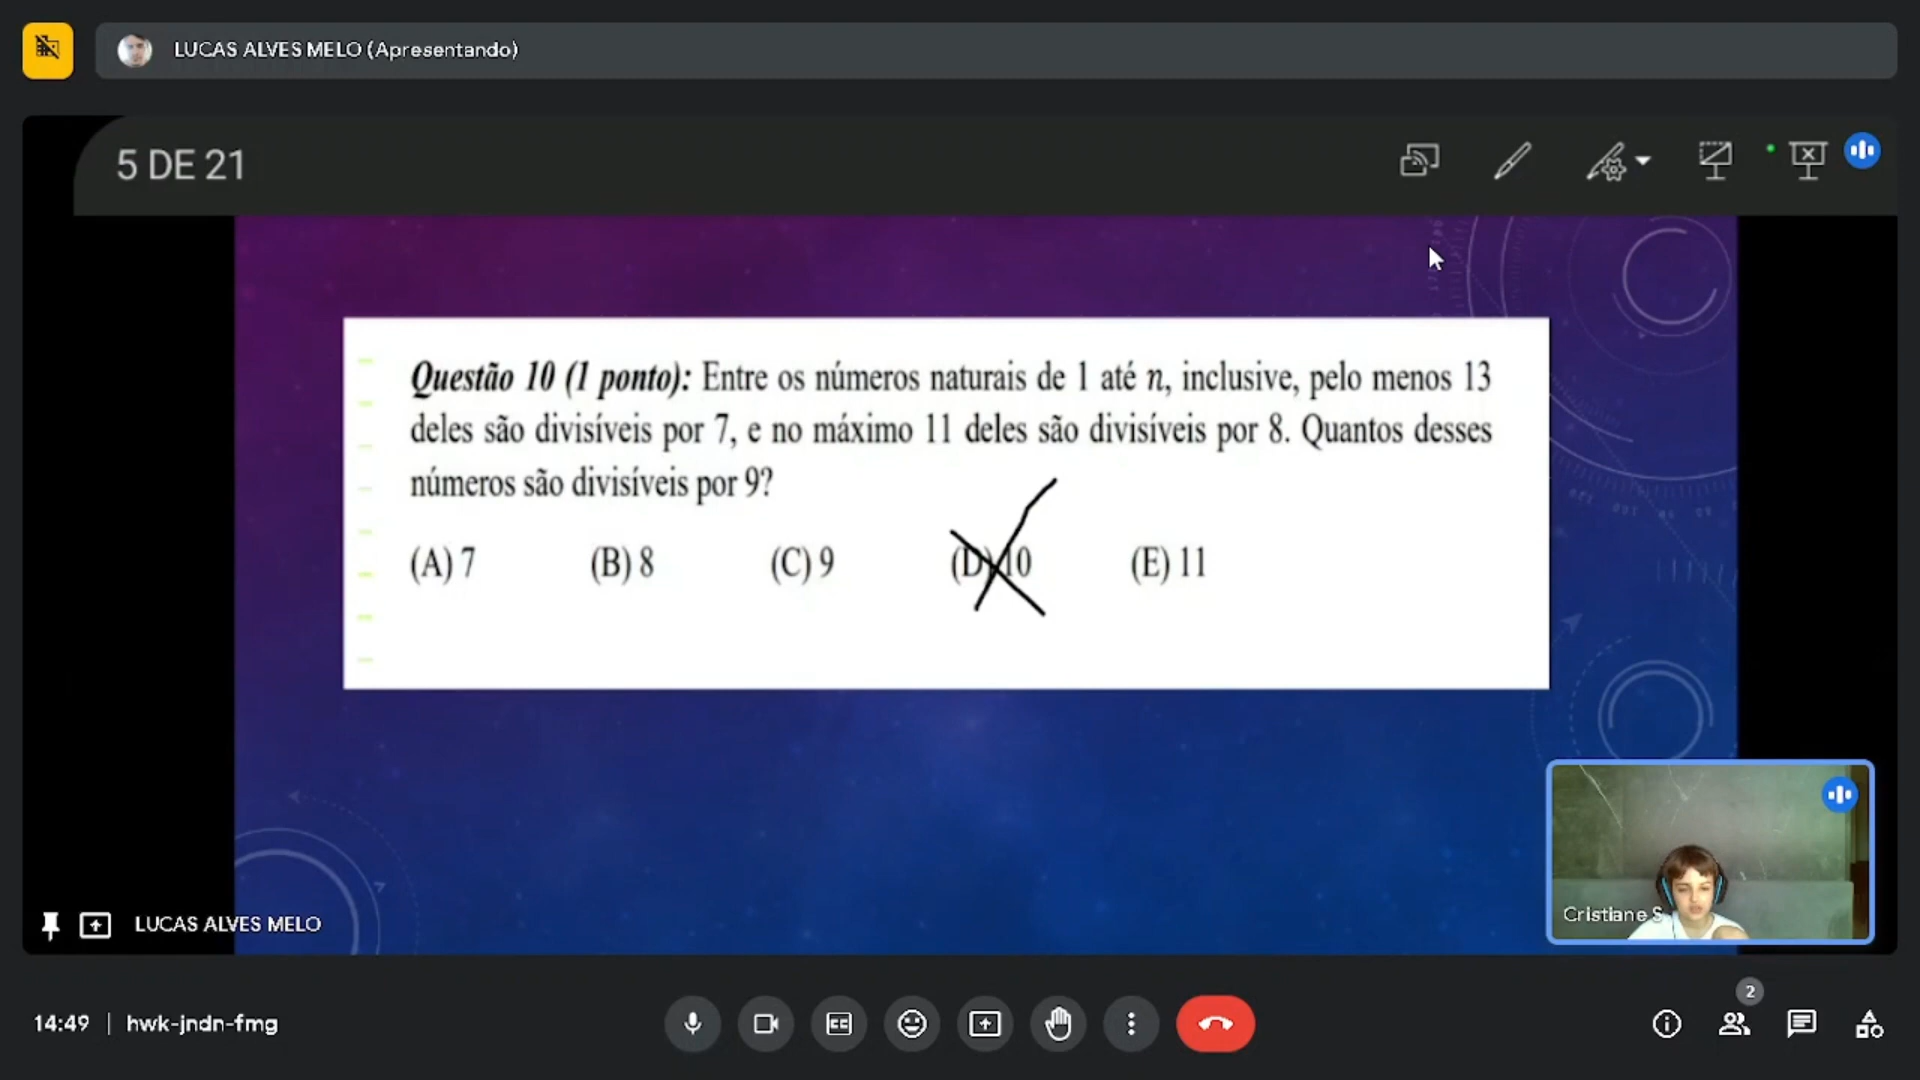 LUCAS ALVES MELO (Apresentando)
5 DE 21
Questão 10 (1 ponto): Entre os números naturais de 1 até n, inclusive, pelo menos 13
deles são divisíveis por 7, e no máximo 11 deles são divisíveis por 8. Quantos desses
números são divisíveis por 9?
(A) 7 (B) 8 (C) 9 (D) 10 (E) 11
Cristiane S
LUCAS ALVES MELO
2
14:49 | hwk-jndn-fmg